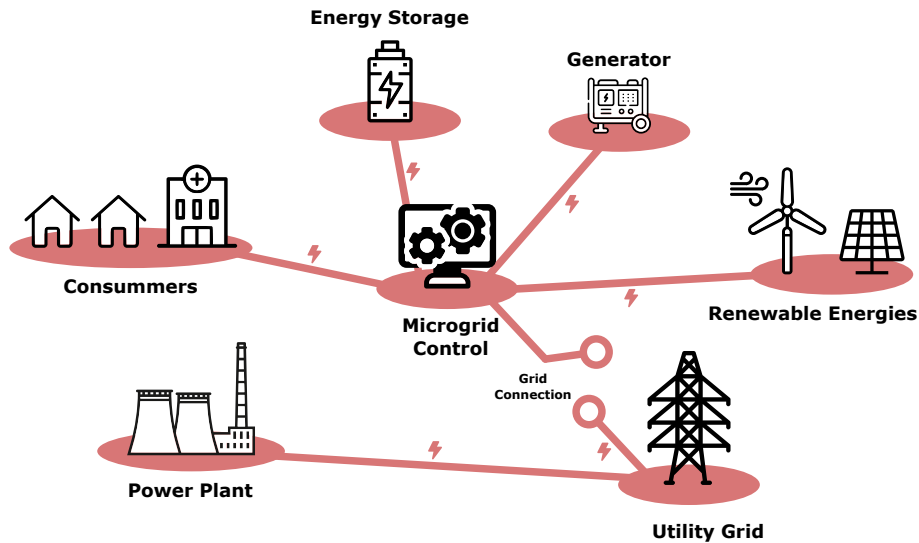 Energy Storage
Generator
Consummers
Renewable Energies
Microgrid
Control
Grid
Connection
Power Plant
Utility Grid